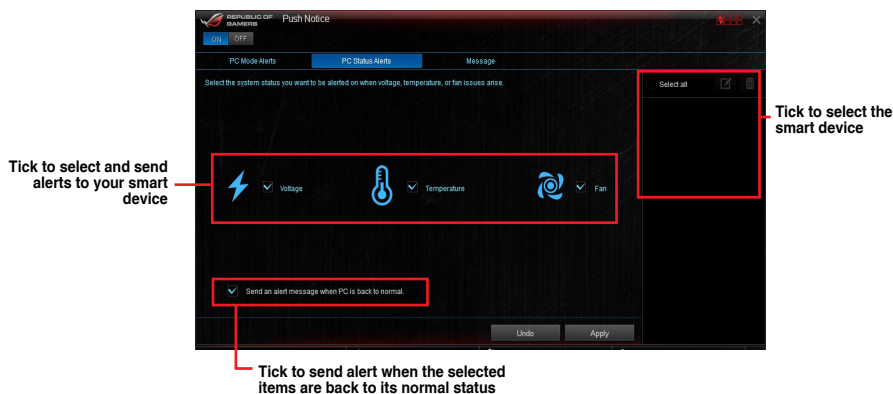 REPUBLIC OF
GAMERS
Push Notice
ON OFF
PC Mode Alerts PC Status Alerts Message
Select the system status you want to be alerted on when voltage, temperature, or fan issues arise.
Select all
Tick to select the
smart device
Tick to select and send
alerts to your smart
device
Voltage Temperature Fan
Send an alert message when PC is back to normal.
Undo Apply
Tick to send alert when the selected
items are back to its normal status